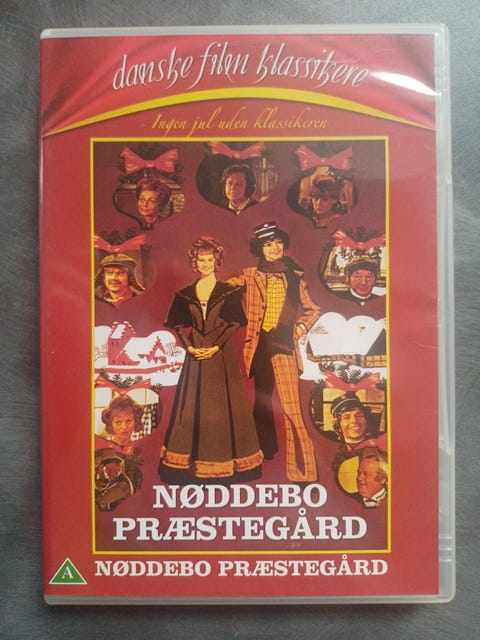 danske film klassikere
Ingen jul uden klassikeren
NØDDEBO
PRÆSTEGÅRD
A
NØDDEBO PRÆSTEGÅRD